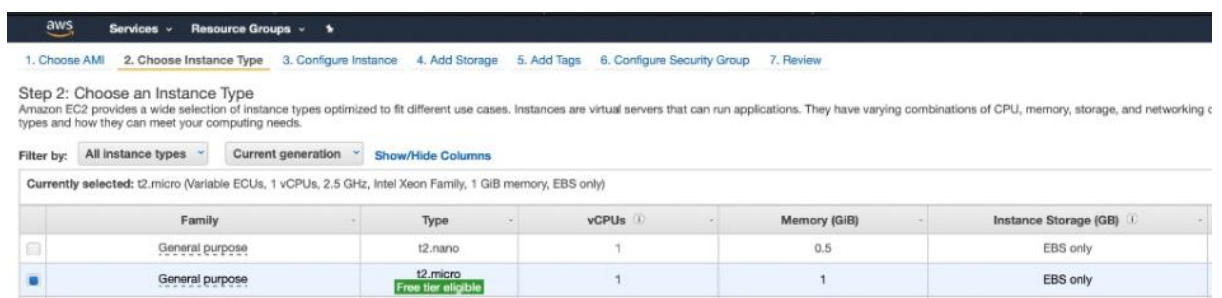 aws Services Resource Groups
1. Choose AMI 2. Choose Instance Type 3. Configure Instance 4. Add Storage 5. Add Tags 6. Configure Security Group 7. Review
Step 2: Choose an Instance Type
Amazon EC2 provides a wide selection of instance types optimized to fit different use cases. Instances are virtual servers that can run applications. They have varying combinations of CPU, memory, storage, and networking c
types and how they can meet your computing needs.
Filter by: All instance types Current generation Show/Hide Columns
Currently selected: t2.micro (Variable ECUs, 1 vCPUs, 2.5 GHz, Intel Xeon Family, 1 GiB memory, EBS only)
Family Type vCPUs Memory (GiB) Instance Storage (GB)
General purpose t2.nano 1 0.5 EBS only
General purpose t2.micro 1 1 EBS only
Free tier eligible